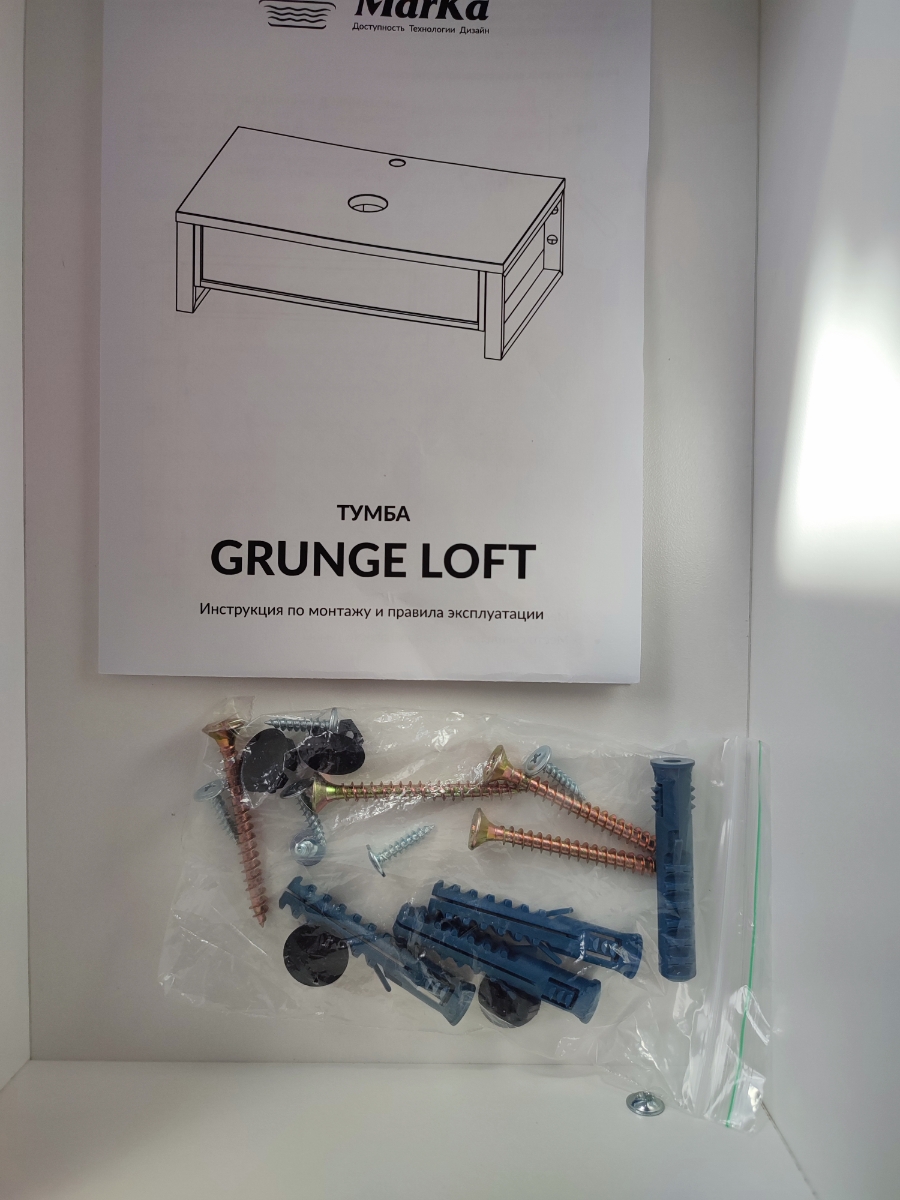 MarKa
Доступность Технологии Дизайн
ТУМБА
GRUNGE LOFT
Инструкция по монтажу и правила эксплуатации